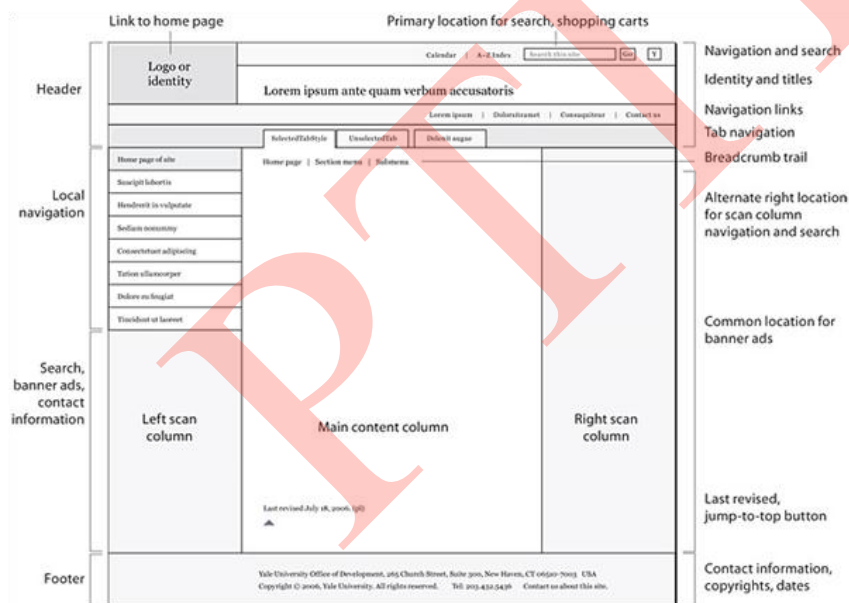 Link to home page
Primary location for search, shopping carts
Logo or
identity
Calendar | A–Z Index Search this site Go Y
Lorem ipsum ante quam verbum accusatoris
Lorem ipsum | Dolorsitramet | Consequiteur | Contact us
SelectedTabStyle UnselectedTab Dolorit augue
Header
Navigation and search
Identity and titles
Navigation links
Tab navigation
Breadcrumb trail
Home page of site
Suscipit lobortis
Hendrerit in vulputate
Sediam nonummy
Consectetuer adipiscing
Tation ullamcorper
Dolore eu feugiat
Tincidunt ut laoreet
Home page | Section menu | Submenu
Local
navigation
Alternate right location
for scan column
navigation and search
Common location for
banner ads
Search,
banner ads,
contact
information
Left scan
column
Main content column
Right scan
column
Last revised July 18, 2006. (pl)
Last revised,
jump-to-top button
Footer
Yale University Office of Development, 265 Church Street, Suite 300, New Haven, CT 06520-7003 USA
Copyright © 2006, Yale University. All rights reserved. Tel: 203.432.5436 Contact us about this site.
Contact information,
copyrights, dates
PTI